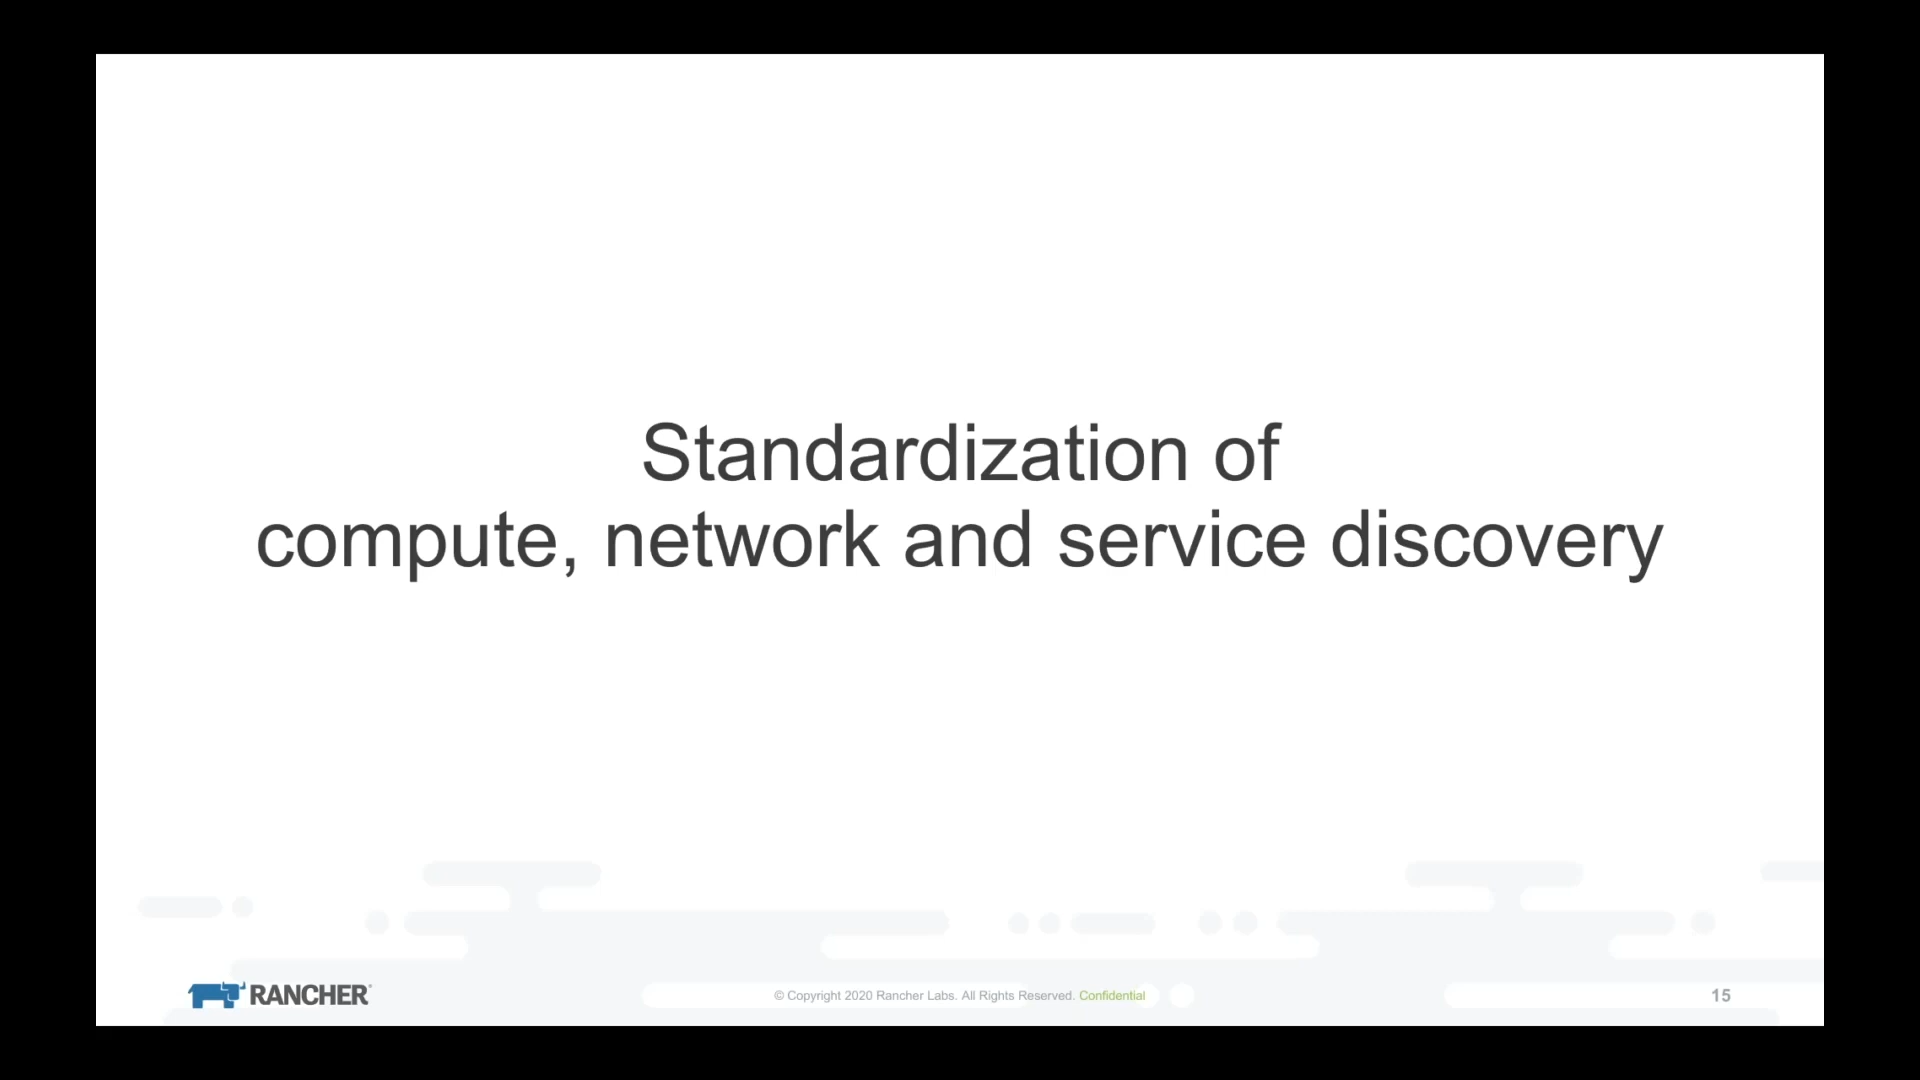 Standardization of
compute, network and service discovery
RANCHER
© Copyright 2020 Rancher Labs. All Rights Reserved. Confidential
15